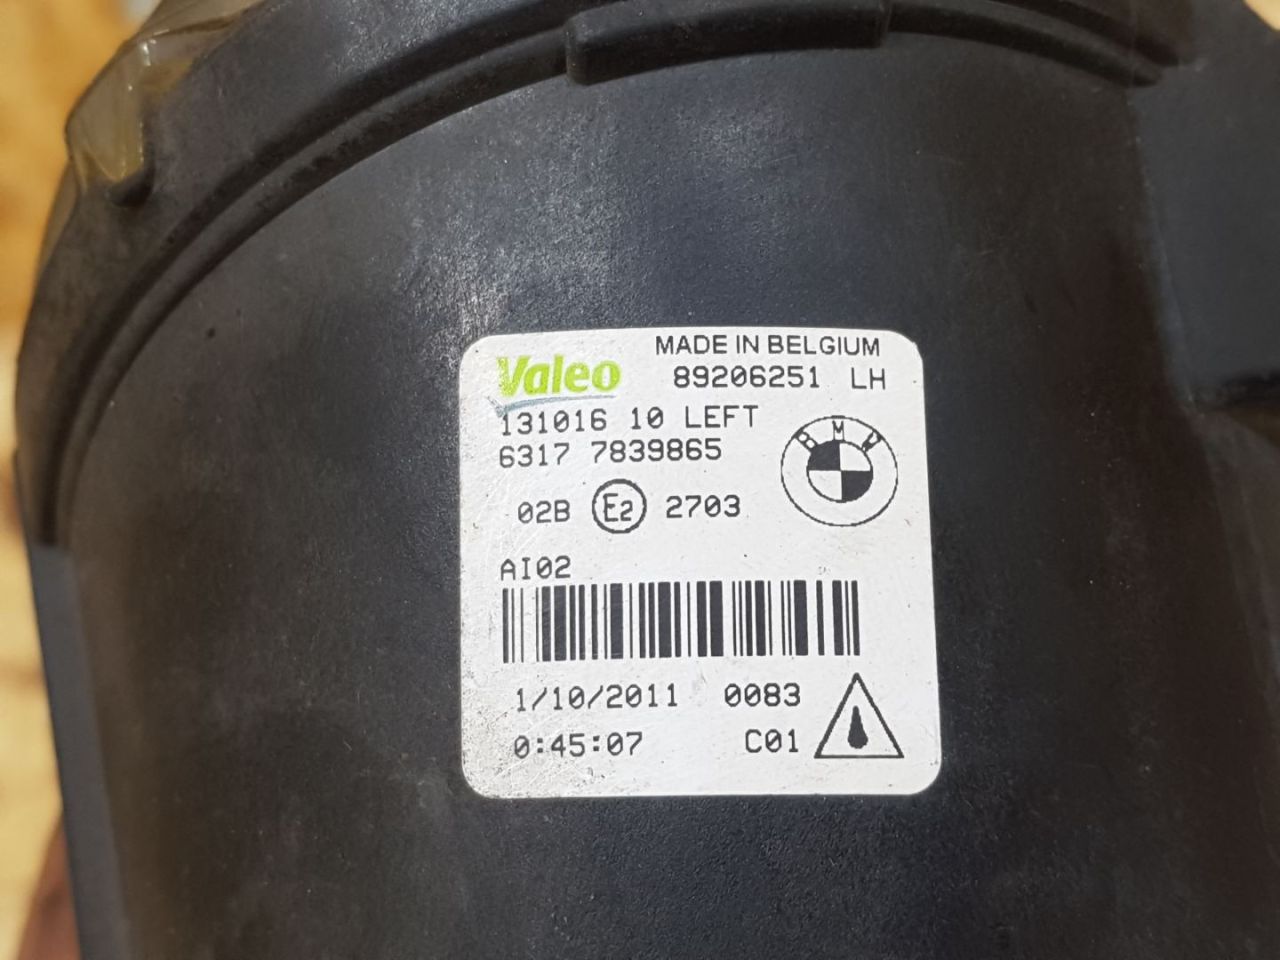 MADE IN BELGIUM
Valeo 89206251 LH
131016 10 LEFT
6317 7839865
BMW
02B E2 2703
AI02
1/10/2011 0083
0:45:07 C01